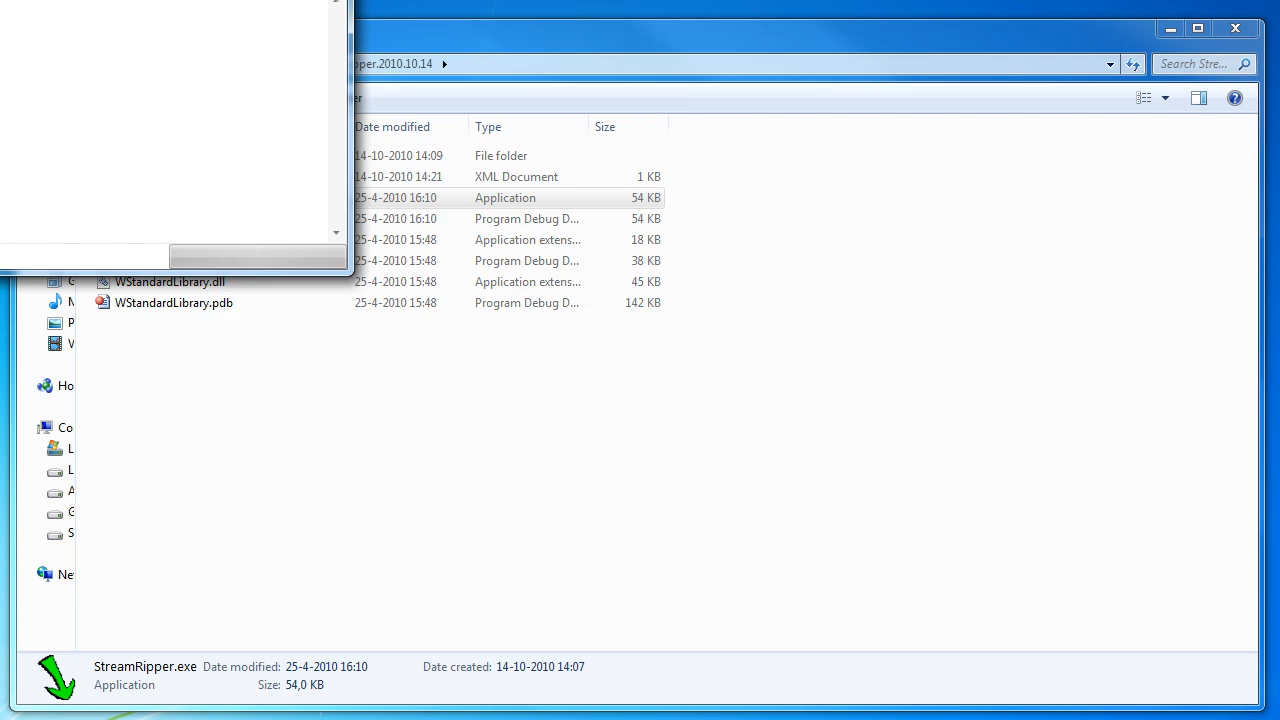 pper.2010.10.14
Search Stre...
er
Date modified Type Size
14-10-2010 14:09 File folder
14-10-2010 14:21 XML Document 1 KB
25-4-2010 16:10 Application 54 KB
25-4-2010 16:10 Program Debug D... 54 KB
25-4-2010 15:48 Application extens... 18 KB
25-4-2010 15:48 Program Debug D... 38 KB
WStandardLibrary.dll 25-4-2010 15:48 Application extens... 45 KB
M WStandardLibrary.pdb 25-4-2010 15:48 Program Debug D... 142 KB
P
V
Ho
Co
L
L
A
G
S
Ne
StreamRipper.exe Date modified: 25-4-2010 16:10 Date created: 14-10-2010 14:07
Application Size: 54,0 KB